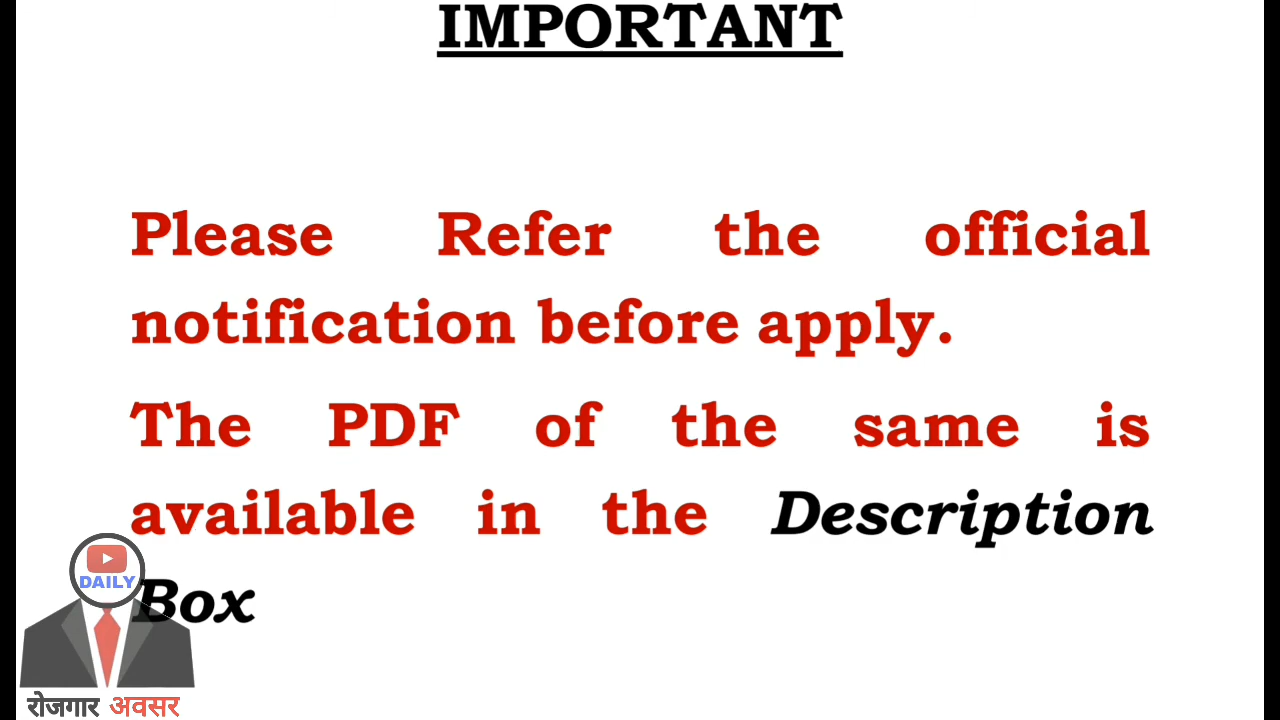 IMPORTANT
Please Refer the official
notification before apply.
The PDF of the same is
available in the Description
Box
DAILY
रोजगार अवसर